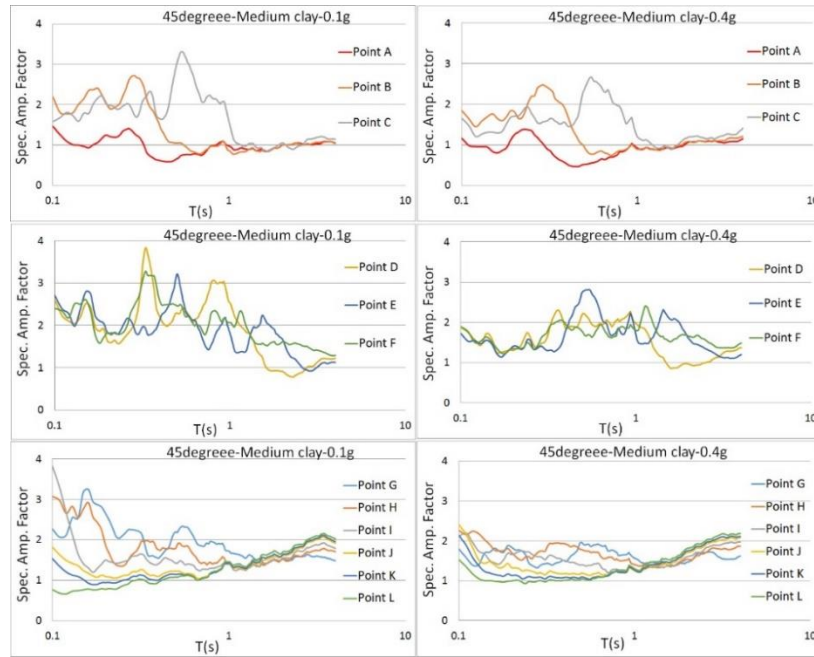 45degreee-Medium clay-0.1g
Spec. Amp. Factor
4
3
2
1
0
0.1
1
10
T(s)
Point A
Point B
Point C
45degreee-Medium clay-0.4g
Spec. Amp. Factor
4
3
2
1
0
0.1
1
10
T(s)
Point A
Point B
Point C
45degreee-Medium clay-0.1g
Spec. Amp. Factor
4
3
2
1
0
0.1
1
10
T(s)
Point D
Point E
Point F
45degreee-Medium clay-0.4g
Spec. Amp. Factor
4
3
2
1
0
0.1
1
10
T(s)
Point D
Point E
Point F
45degreee-Medium clay-0.1g
Spec. Amp. Factor
4
3
2
1
0
0.1
1
10
T(s)
Point G
Point H
Point I
Point J
Point K
Point L
45degreee-Medium clay-0.4g
Spec. Amp. Factor
4
3
2
1
0
0.1
1
10
T(s)
Point G
Point H
Point I
Point J
Point K
Point L